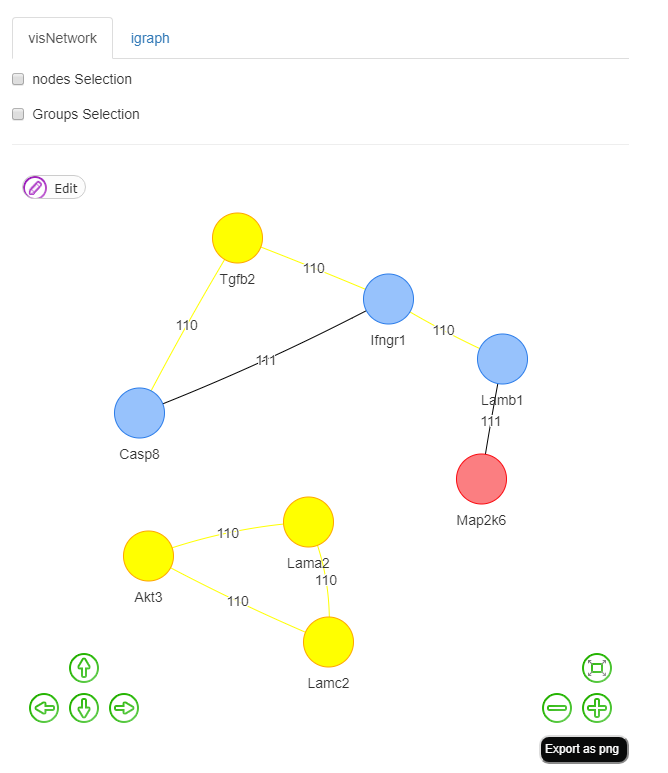 visNetwork igraph
nodes Selection
Groups Selection
Edit
110
Tgfb2
110
Ifngr1
110
111
Lamb1
111
Casp8
Map2k6
110
Lama2
110
Akt3
110
Lamc2
Export as png